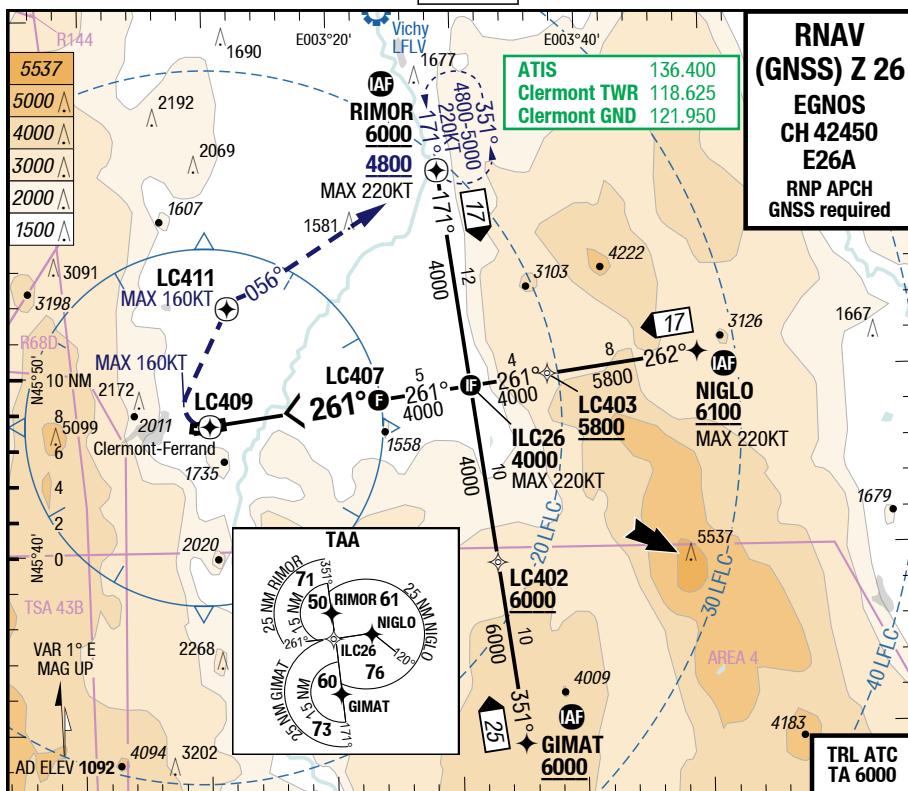 RNAV
(GNSS) Z 26
EGNOS
CH 42450
E26A
RNP APCH
GNSS required
ATIS 136.400
Clermont TWR 118.625
Clermont GND 121.950
5537
5000
4000
3000
2000
1500
R144
1690
E003°20'
Vichy
LFLV
E003°40'
1677
2192
2069
1607
1581
IAF
RIMOR
6000
4800
MAX 220KT
171°
4800-5000
220KT
351°
171°
17
12
4000
3091
3198
LC411
MAX 160KT
056°
3103
4222
1667
3126
R68D
N45°50'
10 NM
8
6
4
2
0
N45°40'
MAX 160KT
2172
2011
5099
LC409
Clermont-Ferrand
1735
LC407
261°
F
5
261°
4000
IF
4
261°
4000
8
5800
262°
17
IAF
NIGLO
6100
MAX 220KT
LC403
5800
ILC26
4000
MAX 220KT
1558
10
4000
1679
5537
2020
20 LFLC
30 LFLC
40 LFLC
LC402
6000
10
6000
351°
25
IAF
GIMAT
6000
4009
AREA 4
4183
TSA 43B
VAR 1° E
MAG UP
2268
AD ELEV 1092
4094
3202
TAA
25 NM RIMOR
71
351°
15 NM
50
RIMOR
61
25 NM NIGLO
NIGLO
261°
ILC26
120°
25 NM GIMAT
60
76
15 NM
GIMAT
73
171°
TRL ATC
TA 6000